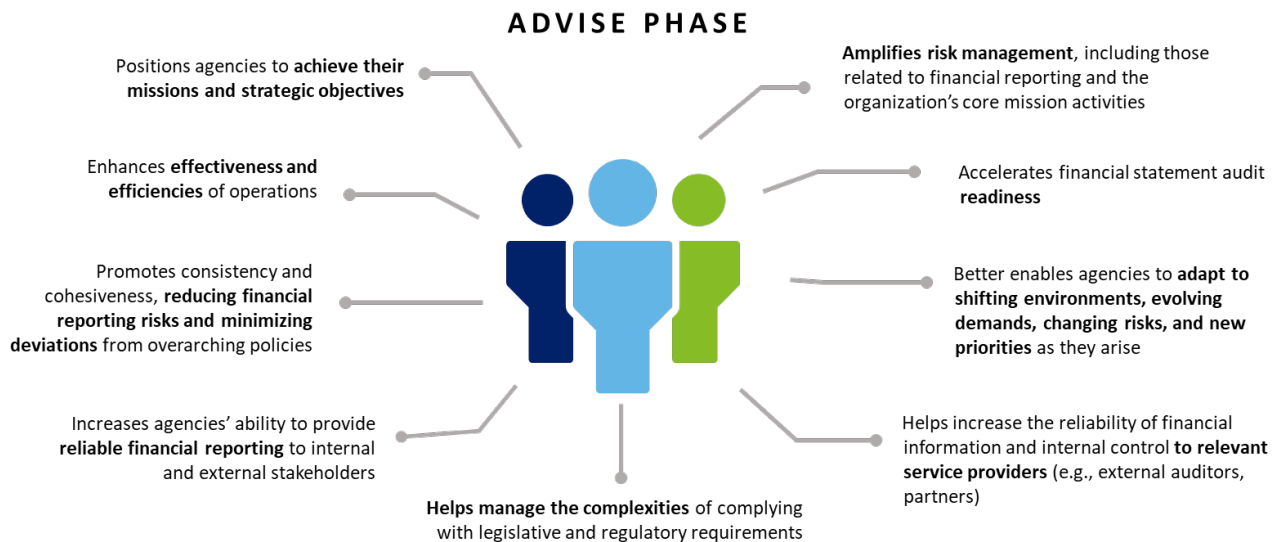 ADVISE PHASE
Positions agencies to achieve their
missions and strategic objectives
Enhances effectiveness and
efficiencies of operations
Promotes consistency and
cohesiveness, reducing financial
reporting risks and minimizing
deviations from overarching policies
Increases agencies’ ability to provide
reliable financial reporting to internal
and external stakeholders
Helps manage the complexities of complying
with legislative and regulatory requirements
Amplifies risk management, including those
related to financial reporting and the
organization’s core mission activities
Accelerates financial statement audit
readiness
Better enables agencies to adapt to
shifting environments, evolving
demands, changing risks, and new
priorities as they arise
Helps increase the reliability of financial
information and internal control to relevant
service providers (e.g., external auditors,
partners)